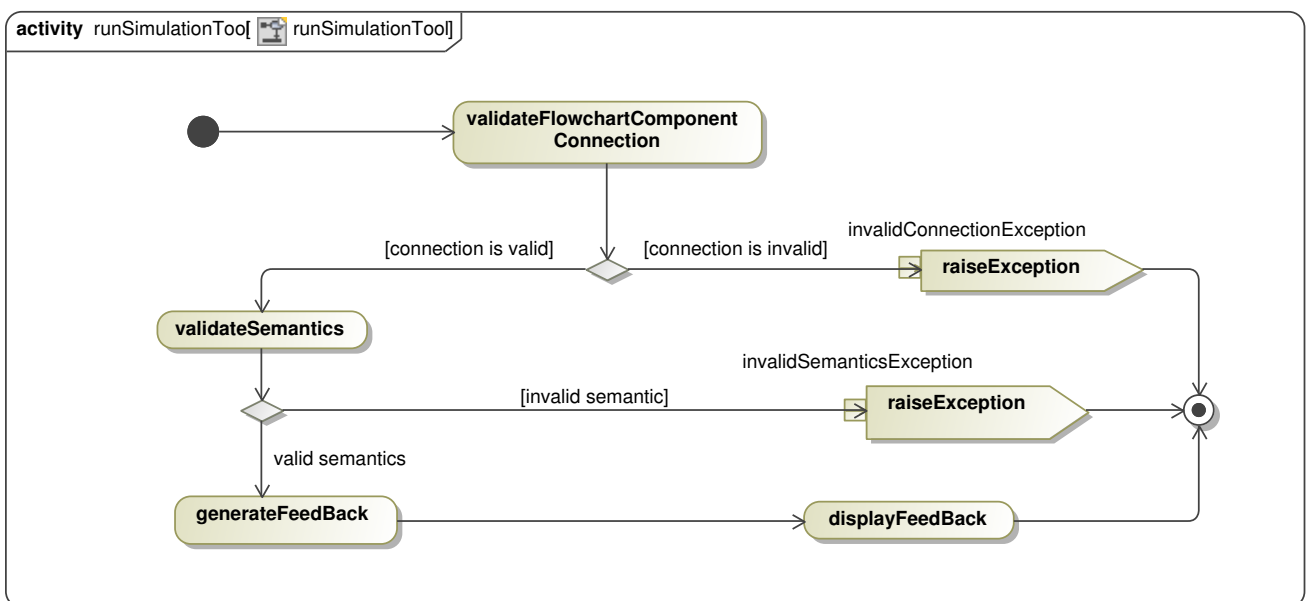 activity runSimulationToo[ runSimulationTool]
validateFlowchartComponent
Connection
invalidConnectionException
[connection is valid]
[connection is invalid]
raiseException
validateSemantics
invalidSemanticsException
[invalid semantic]
raiseException
valid semantics
generateFeedBack
displayFeedBack